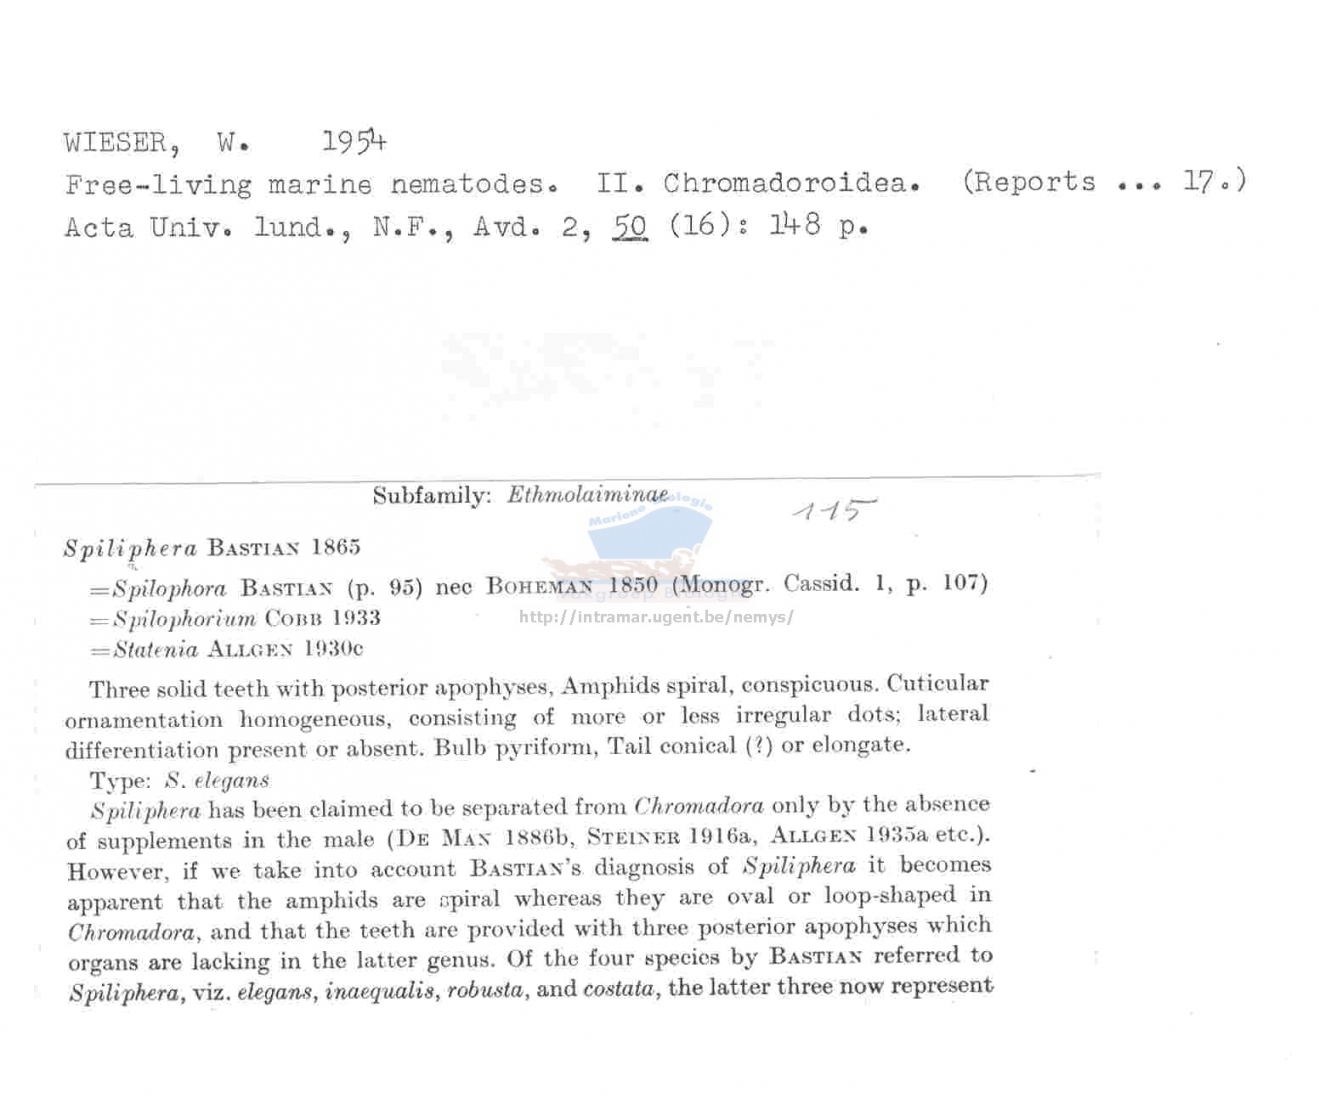 WIESER, W. 1954
Free-living marine nematodes. II. Chromadoroidea. (Reports ... 17.)
Acta Univ. lund., N.F., Avd. 2, 50 (16): 148 p.
Subfamily: Ethmolaiminae
115
Marione Biologie
Spiliphera BASTIAN 1865
=Spilophora BASTIAN (p. 95) nec BOHEMAN 1850 (Monogr. Cassid. 1, p. 107)
http://intramar.ugent.be/nemys/
=Spilophorium COBB 1933
=Statenia ALLGEN 1930c
Three solid teeth with posterior apophyses, Amphids spiral, conspicuous. Cuticular
ornamentation homogeneous, consisting of more or less irregular dots; lateral
differentiation present or absent. Bulb pyriform, Tail conical (?) or elongate.
Type: S. elegans
Spiliphera has been claimed to be separated from Chromadora only by the absence
of supplements in the male (DE MAN 1886b, STEINER 1916a, ALLGEN 1935a etc.).
However, if we take into account BASTIAN's diagnosis of Spiliphera it becomes
apparent that the amphids are spiral whereas they are oval or loop-shaped in
Chromadora, and that the teeth are provided with three posterior apophyses which
organs are lacking in the latter genus. Of the four species by BASTIAN referred to
Spiliphera, viz. elegans, inaequalis, robusta, and costata, the latter three now represent